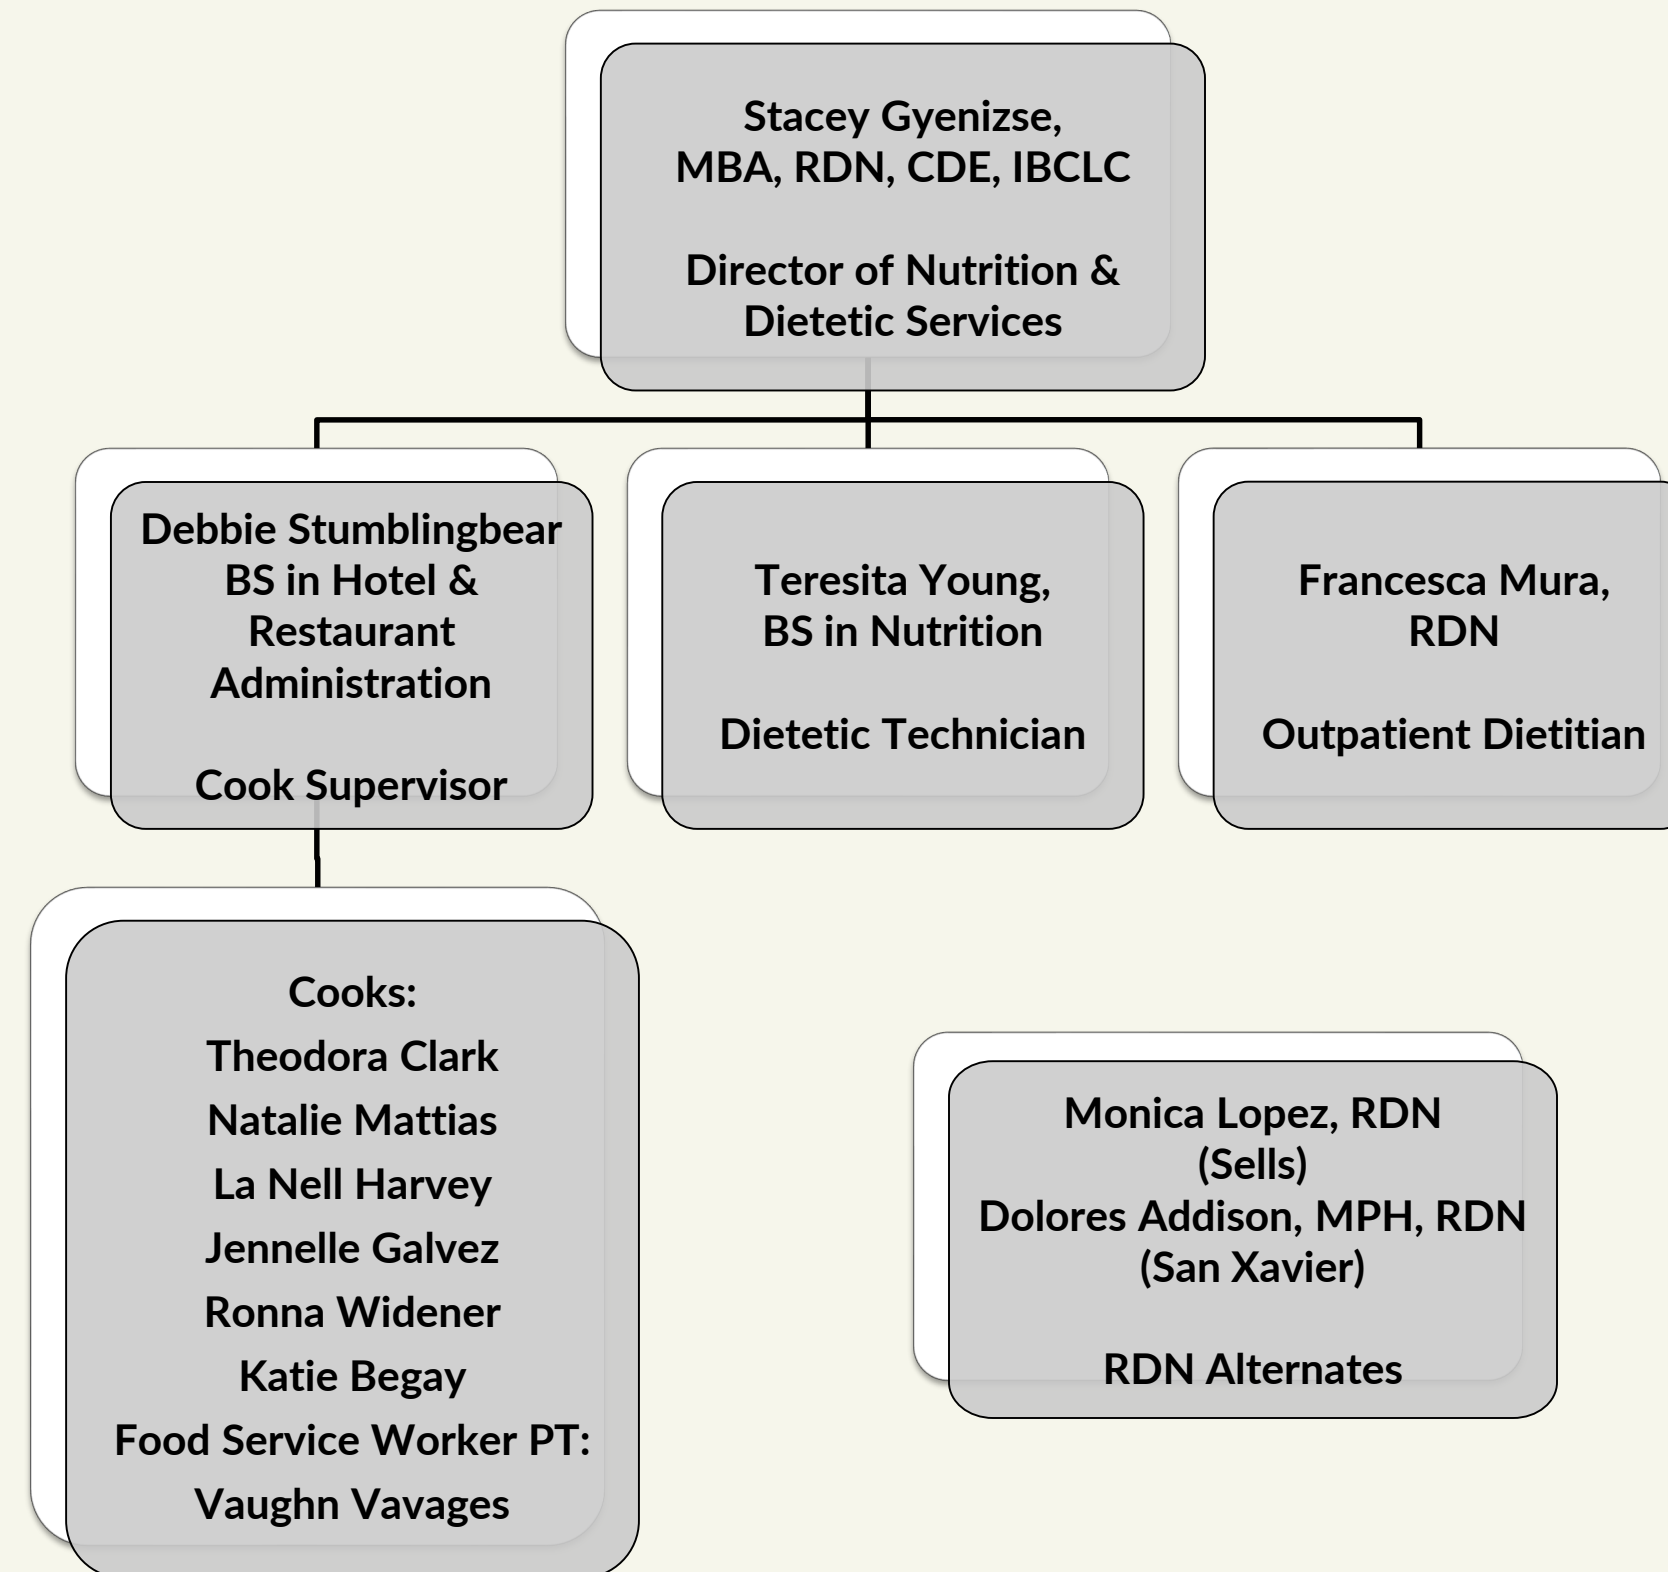 Stacey Gyenizse,
MBA, RDN, CDE, IBCLC
Director of Nutrition &
Dietetic Services
Debbie Stumblingbear
BS in Hotel &
Restaurant
Administration
Cook Supervisor
Teresita Young,
BS in Nutrition
Dietetic Technician
Francesca Mura,
RDN
Outpatient Dietitian
Cooks:
Theodora Clark
Natalie Mattias
La Nell Harvey
Jennelle Galvez
Ronna Widener
Katie Begay
Food Service Worker PT:
Vaughn Vavages
Monica Lopez, RDN
(Sells)
Dolores Addison, MPH, RDN
(San Xavier)
RDN Alternates